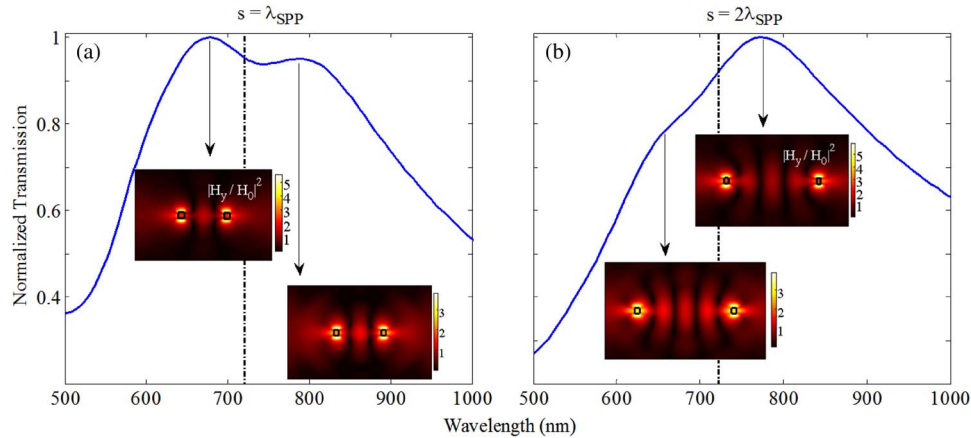 s = λSPP
s = 2λSPP
Normalized Transmission
1
0.8
0.6
0.4
(a)
|Hy / H0|²
5
4
3
2
1
3
2
1
500 600 700 800 900 1000
(b)
|Hy / H0|²
5
4
3
2
1
3
2
1
500 600 700 800 900 1000
Wavelength (nm)